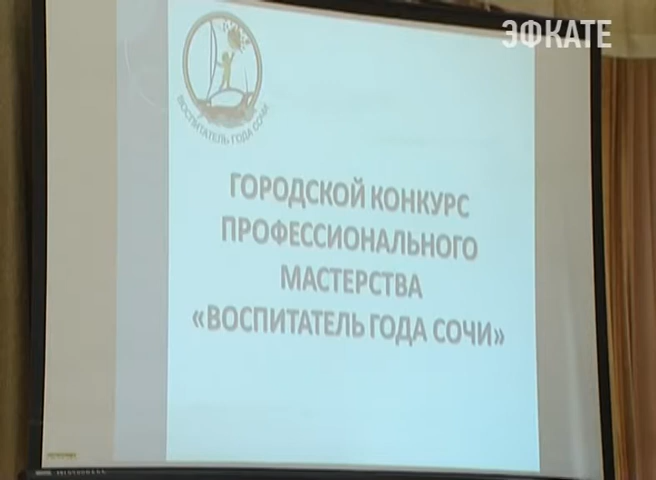 ЭФКАТЕ
ВОСПИТАТЕЛЬ ГОДА СОЧИ
ГОРОДСКОЙ КОНКУРС
ПРОФЕССИОНАЛЬНОГО
МАСТЕРСТВА
«ВОСПИТАТЕЛЬ ГОДА СОЧИ»